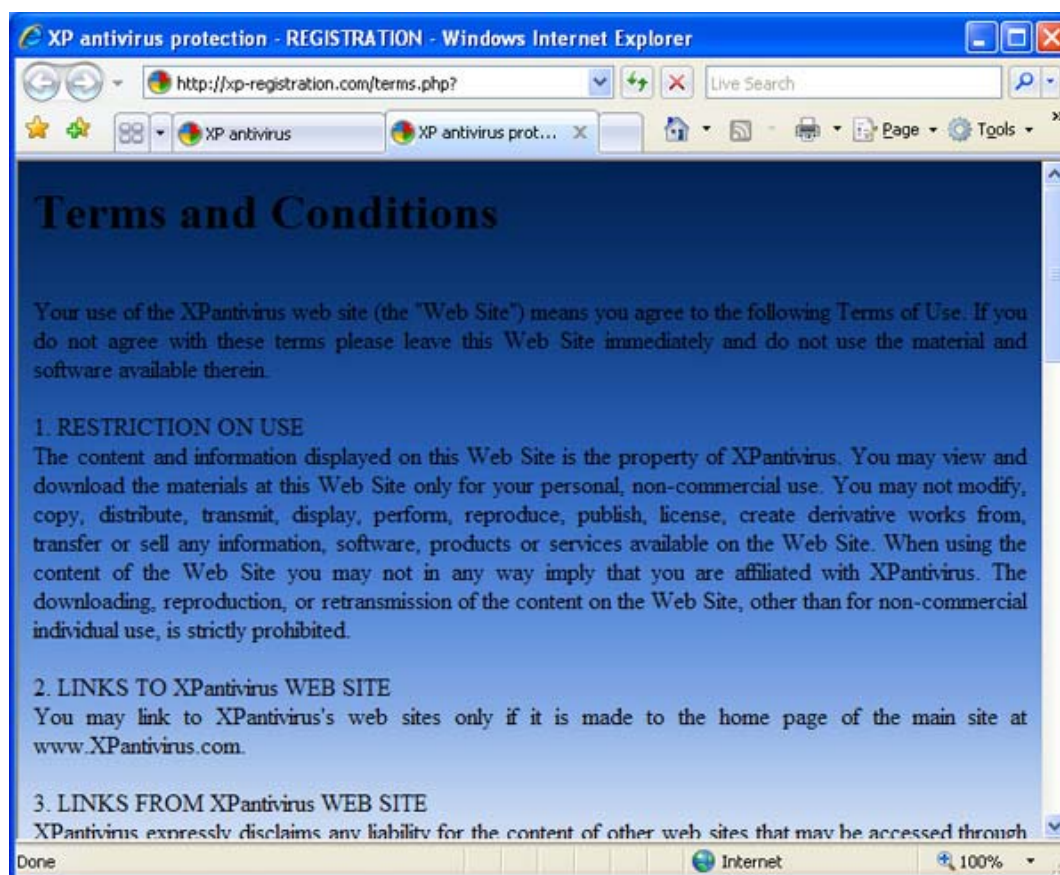 XP antivirus protection - REGISTRATION - Windows Internet Explorer
http://xp-registration.com/terms.php?
Live Search
XP antivirus
XP antivirus prot...
Page
Tools
Terms and Conditions
Your use of the XPantivirus web site (the "Web Site") means you agree to the following Terms of Use. If you
do not agree with these terms please leave this Web Site immediately and do not use the material and
software available therein.
1. RESTRICTION ON USE
The content and information displayed on this Web Site is the property of XPantivirus. You may view and
download the materials at this Web Site only for your personal, non-commercial use. You may not modify,
copy, distribute, transmit, display, perform, reproduce, publish, license, create derivative works from,
transfer or sell any information, software, products or services available on the Web Site. When using the
content of the Web Site you may not in any way imply that you are affiliated with XPantivirus. The
downloading, reproduction, or retransmission of the content on the Web Site, other than for non-commercial
individual use, is strictly prohibited.
2. LINKS TO XPantivirus WEB SITE
You may link to XPantivirus's web sites only if it is made to the home page of the main site at
www.XPantivirus.com.
3. LINKS FROM XPantivirus WEB SITE
XPantivirus expressly disclaims any liability for the content of other web sites that may be accessed through
Done
Internet
100%